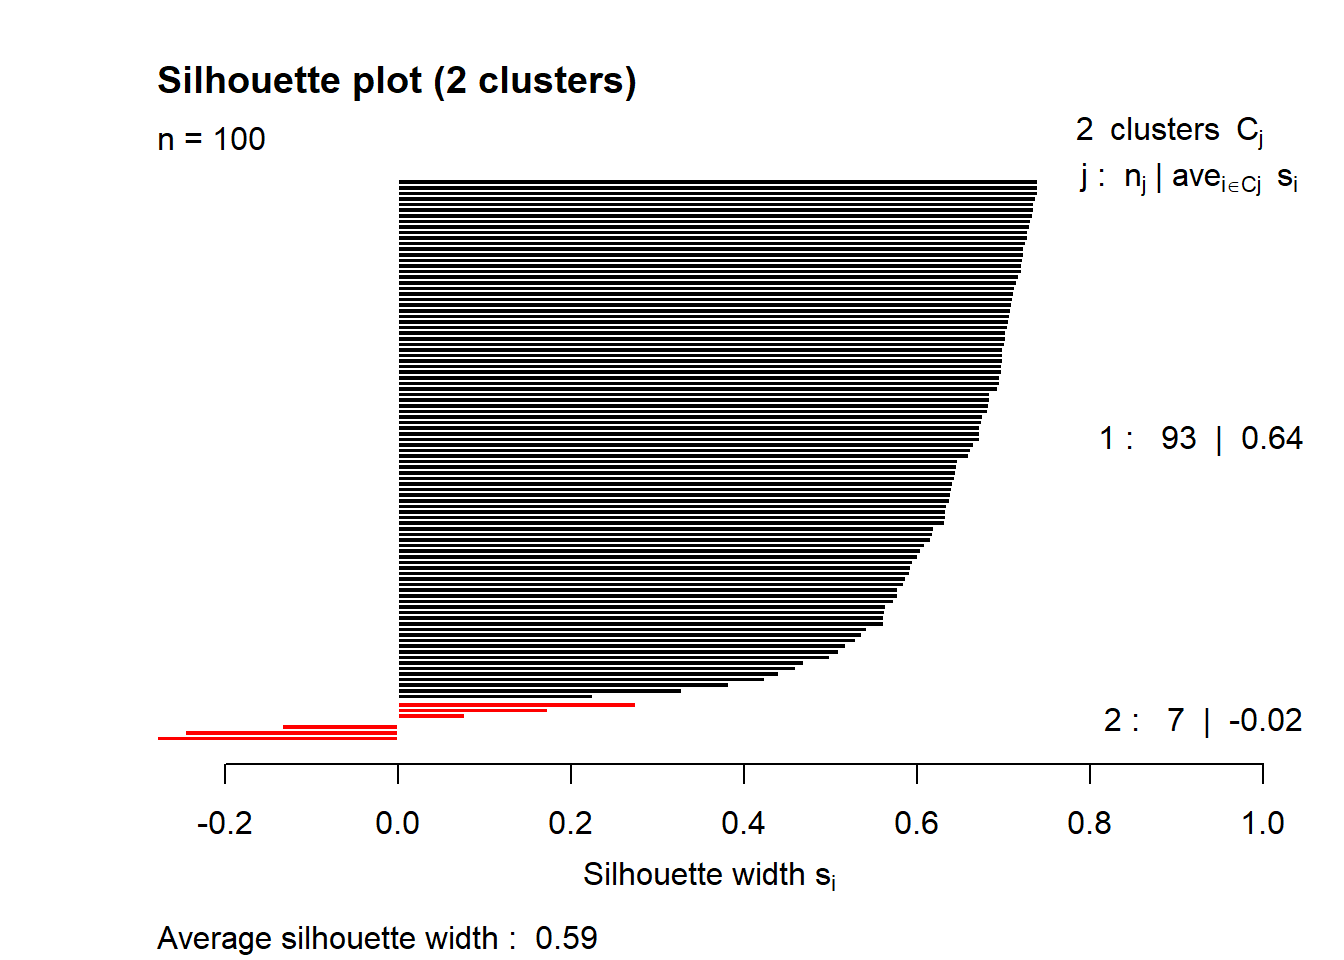 Silhouette plot (2 clusters)
n = 100
2 clusters Cj
j : nj | avei∈Cj si
1 : 93 | 0.64
2 : 7 | -0.02
-0.2 0.0 0.2 0.4 0.6 0.8 1.0
Silhouette width si
Average silhouette width : 0.59